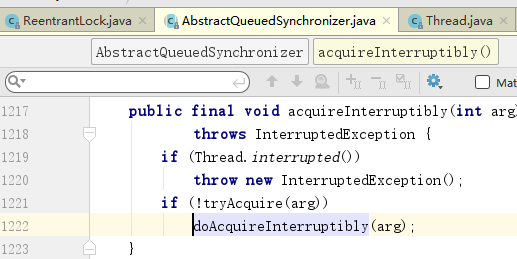 ReentrantLock.java AbstractQueuedSynchronizer.java Thread.java
AbstractQueuedSynchronizer acquireInterruptibly()
Mat
1217 public final void acquireInterruptibly(int arg
1218 throws InterruptedException {
1219 if (Thread.interrupted())
1220 throw new InterruptedException();
1221 if (!tryAcquire(arg))
1222 doAcquireInterruptibly(arg);
1223 }